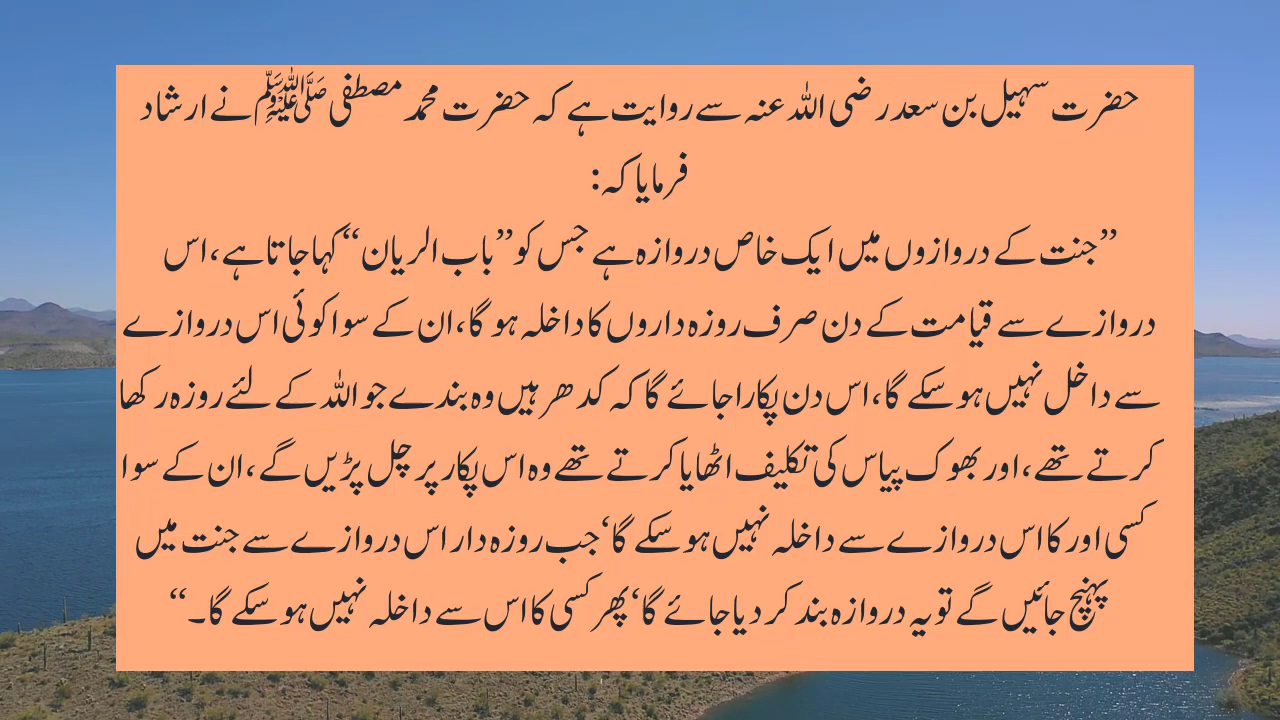 حضرت سہیل بن سعد رضی اللہ عنہ سے روایت ہے کہ حضرت محمد مصطفی ﷺ نے ارشاد
فرمایا کہ:
”جنت کے دروازوں میں ایک خاص دروازہ ہے جس کو ”باب الریان“ کہا جاتا ہے، اس
دروازے سے قیامت کے دن صرف روزہ داروں کا داخلہ ہو گا، ان کے سوا کوئی اس دروازے
سے داخل نہیں ہو سکے گا، اس دن پکارا جائے گا کہ کدھر ہیں وہ بندے جو اللہ کے لئے روزہ رکھا
کرتے تھے، اور بھوک پیاس کی تکلیف اٹھایا کرتے تھے وہ اس پکار پر چل پڑیں گے، ان کے سوا
کسی اور کا اس دروازے سے داخلہ نہیں ہو سکے گا‘ جب روزہ دار اس دروازے سے جنت میں
پہنچ جائیں گے تو یہ دروازہ بند کر دیا جائے گا‘ پھر کسی کا اس سے داخلہ نہیں ہو سکے گا۔“